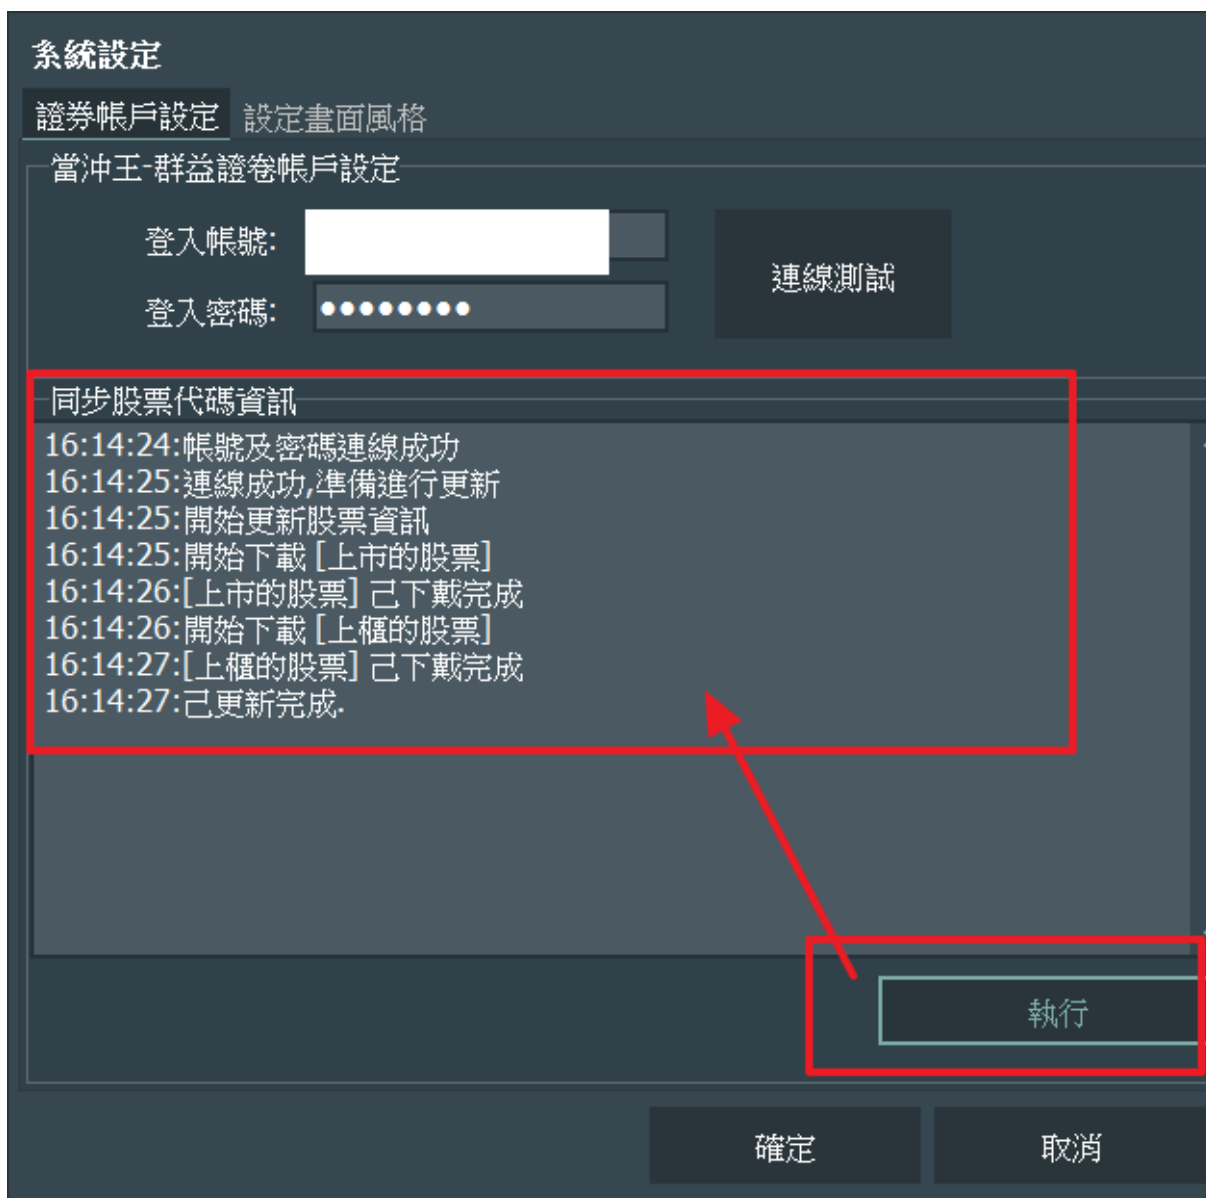 系統設定
證券帳戶設定 設定畫面風格
當沖王-群益證卷帳戶設定
登入帳號:
連線測試
登入密碼: ●●●●●●●●
同步股票代碼資訊
16:14:24:帳號及密碼連線成功
16:14:25:連線成功,準備進行更新
16:14:25:開始更新股票資訊
16:14:25:開始下載 [上市的股票]
16:14:26:[上市的股票] 己下戴完成
16:14:26:開始下載 [上櫃的股票]
16:14:27:[上櫃的股票] 己下戴完成
16:14:27:己更新完成.
執行
確定 取消